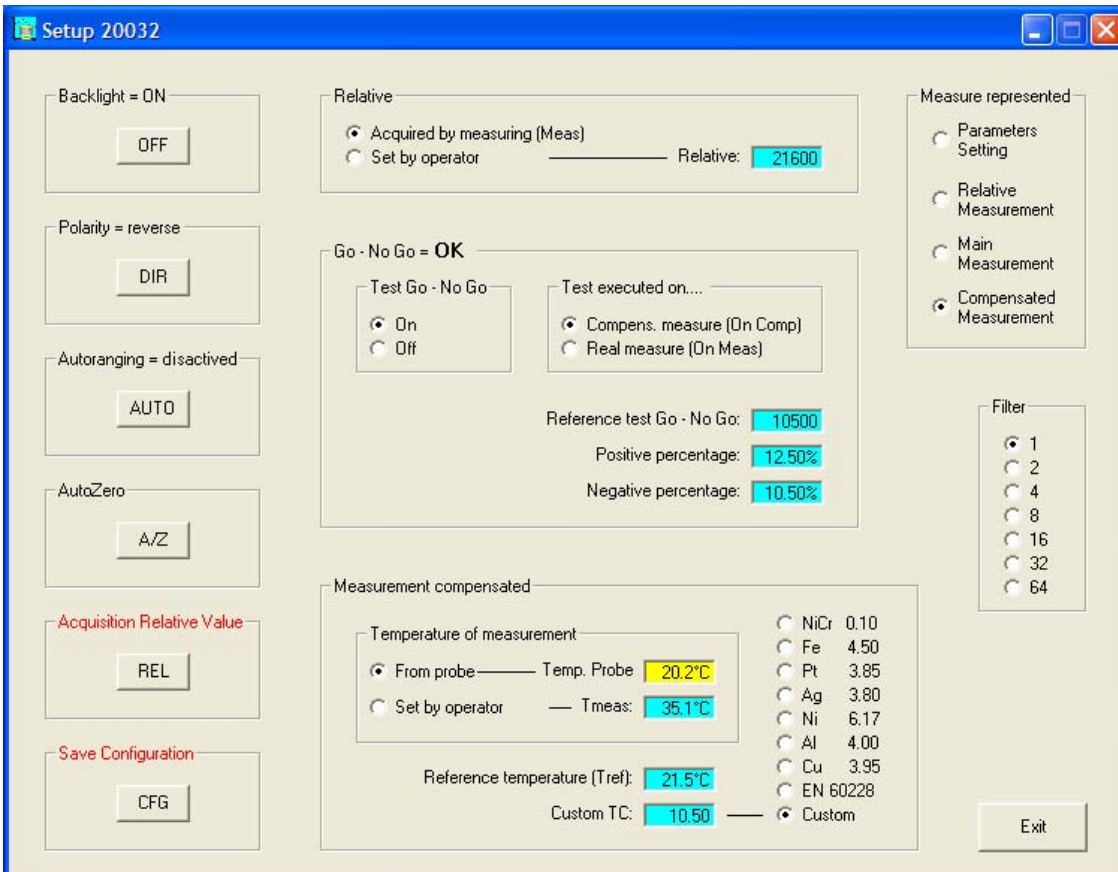 Setup 20032
Backlight = ON
OFF
Polarity = reverse
DIR
Autoranging = disactived
AUTO
AutoZero
A/Z
Acquisition Relative Value
REL
Save Configuration
CFG
Relative
Acquired by measuring (Meas)
Set by operator Relative: 21600
Go - No Go = OK
Test Go - No Go
On
Off
Test executed on....
Compens. measure (On Comp)
Real measure (On Meas)
Reference test Go - No Go: 10500
Positive percentage: 12.50%
Negative percentage: 10.50%
Measurement compensated
Temperature of measurement
From probe Temp. Probe 20.2°C
Set by operator Tmeas: 35.1°C
Reference temperature (Tref): 21.5°C
Custom TC: 10.50
NiCr 0.10
Fe 4.50
Pt 3.85
Ag 3.80
Ni 6.17
Al 4.00
Cu 3.95
EN 60228
Custom
Measure represented
Parameters
Setting
Relative
Measurement
Main
Measurement
Compensated
Measurement
Filter
1
2
4
8
16
32
64
Exit